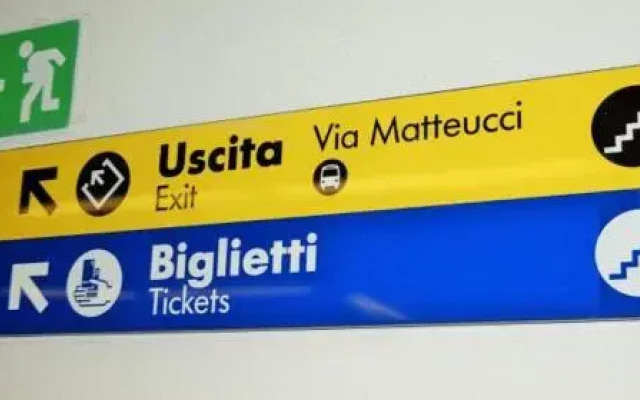 Uscita
Exit
Via Matteucci
Biglietti
Tickets